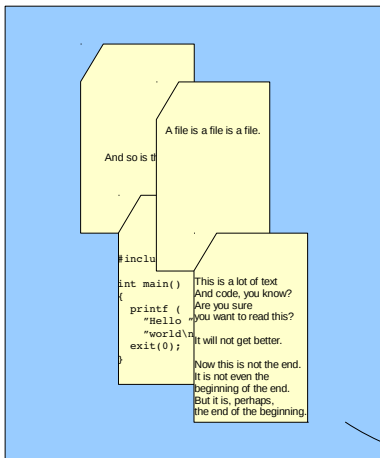 A file is a file is a file.
And so is th
#inclu
int main()
{
printf (
“Hello “
“world\n
exit(0);
}
This is a lot of text
And code, you know?
Are you sure
you want to read this?
It will not get better.
Now this is not the end.
It is not even the
beginning of the end.
But it is, perhaps,
the end of the beginning.